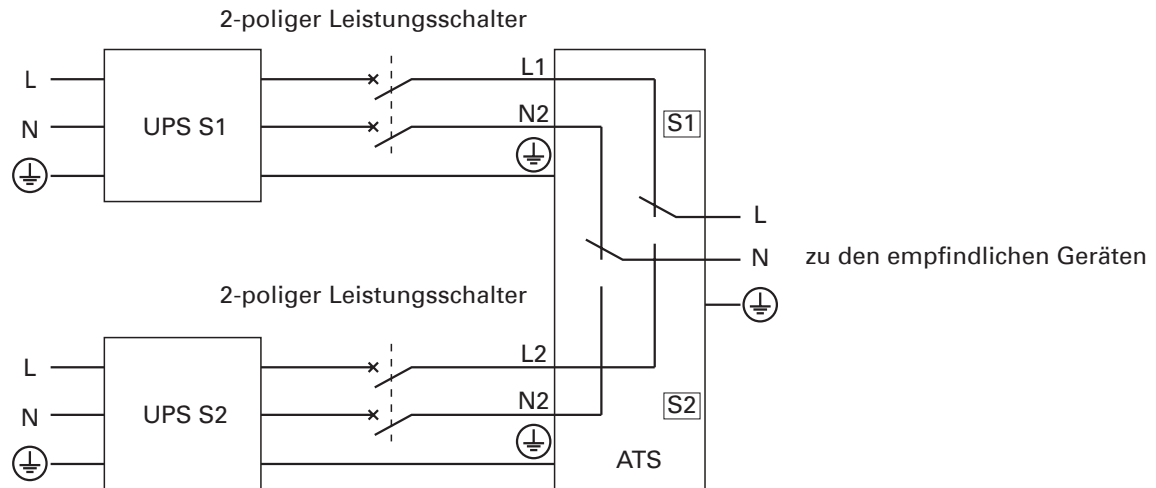 2-poliger Leistungsschalter
L
N
UPS S1
L1
N2
S1
L
N
zu den empfindlichen Geräten
2-poliger Leistungsschalter
L
N
UPS S2
L2
N2
S2
ATS